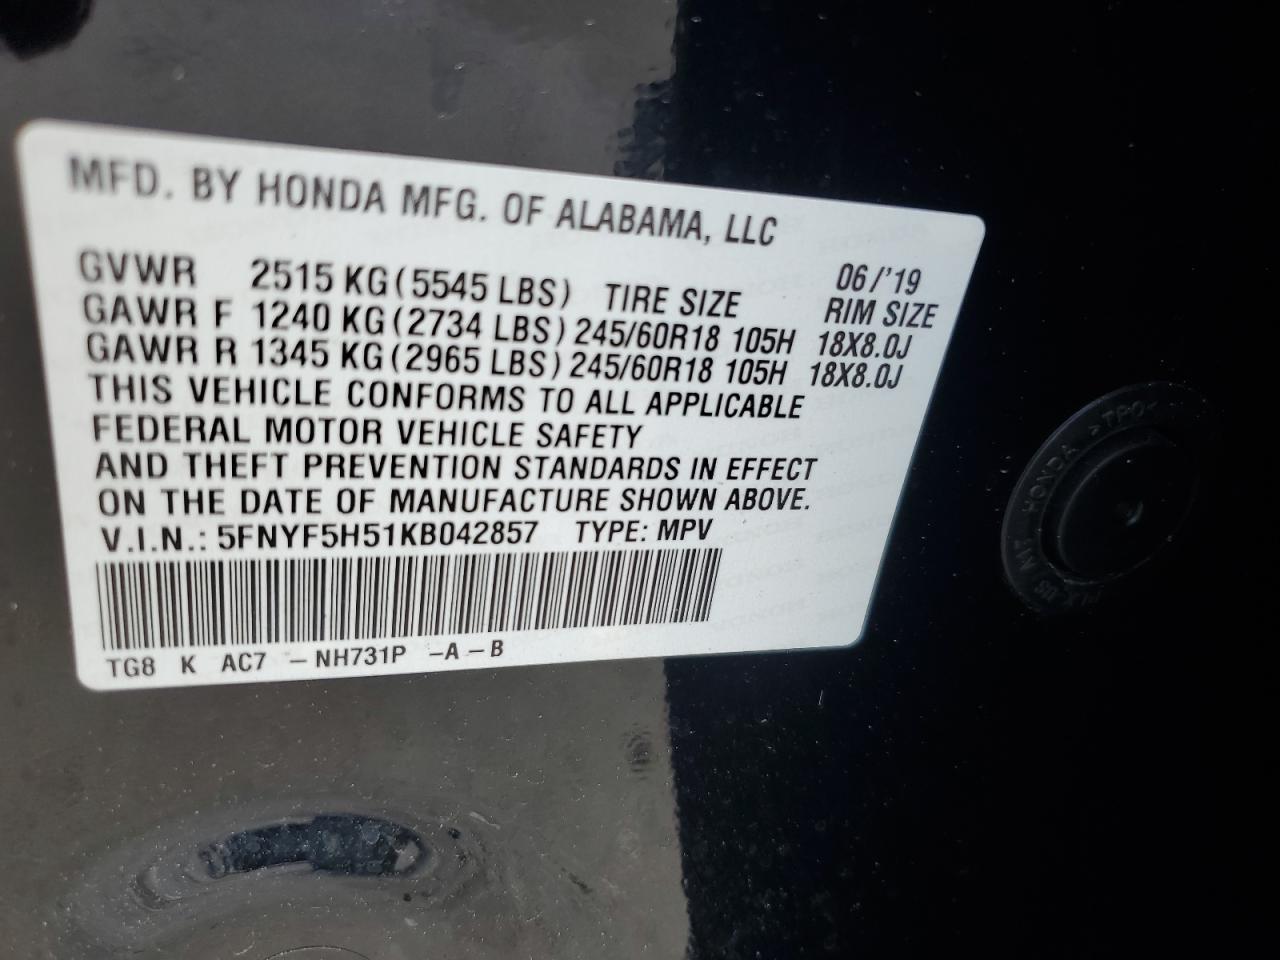 MFD. BY HONDA MFG. OF ALABAMA, LLC
06/'19
GVWR 2515 KG (5545 LBS) TIRE SIZE RIM SIZE
GAWR F 1240 KG (2734 LBS) 245/60R18 105H 18X8.0J
GAWR R 1345 KG (2965 LBS) 245/60R18 105H 18X8.0J
THIS VEHICLE CONFORMS TO ALL APPLICABLE
FEDERAL MOTOR VEHICLE SAFETY
AND THEFT PREVENTION STANDARDS IN EFFECT
ON THE DATE OF MANUFACTURE SHOWN ABOVE.
V.I.N.: 5FNYF5H51KB042857 TYPE: MPV
TG8 K AC7 -NH731P -A-B
HONDA >TPO<